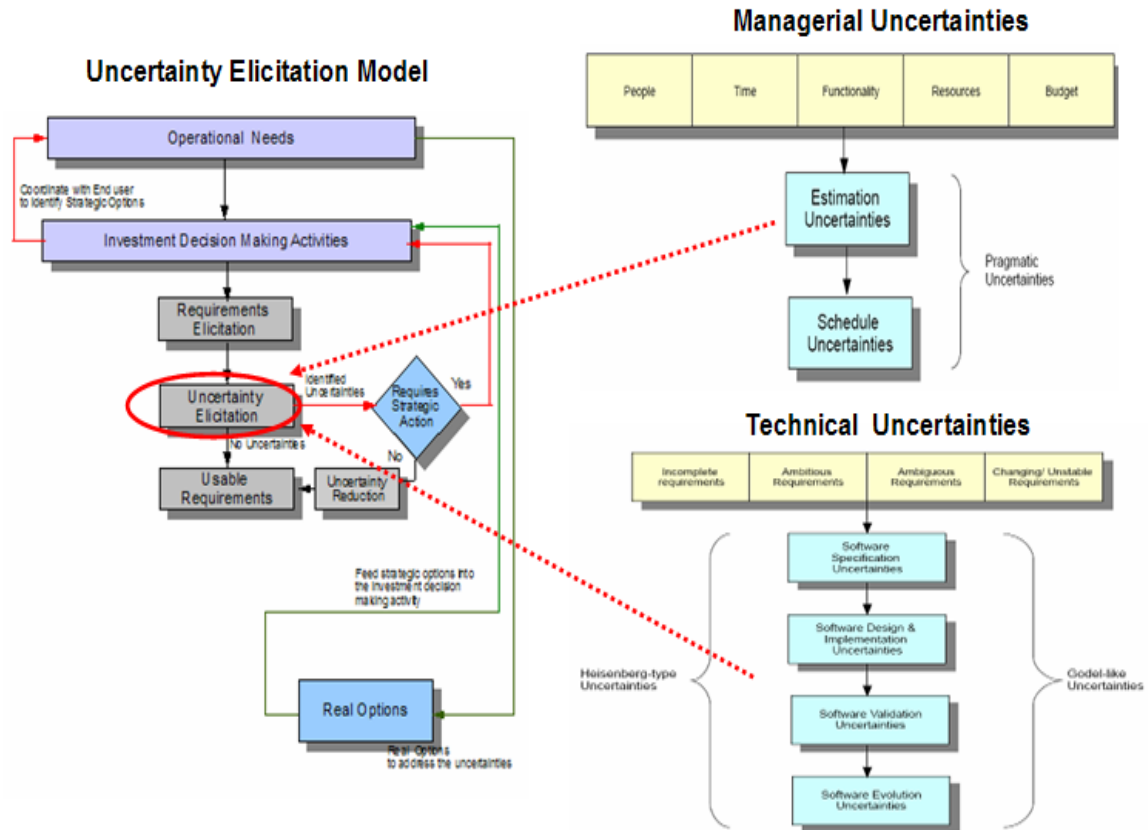 Uncertainty Elicitation Model
Operational Needs
Coordinate with End user
to Identify Strategic Options
Investment Decision Making Activities
Requirements
Elicitation
Uncertainty
Elicitation
Identified
Uncertainties
Requires
Strategic
Action
Yes
No Uncertainties
No
Usable
Requirements
Uncertainty
Reduction
Feed strategic options into
the investment decision
making activity
Real Options
Real Options
to address the uncertainties
Managerial Uncertainties
People
Time
Functionality
Resources
Budget
Estimation
Uncertainties
Schedule
Uncertainties
Pragmatic
Uncertainties
Technical Uncertainties
Incomplete
requirements
Ambitious
Requirements
Ambiguous
Requirements
Changing/ Unstable
Requirements
Software
Specification
Uncertainties
Software Design &
Implementation
Uncertainties
Heisenberg-type
Uncertainties
Godel-like
Uncertainties
Software Validation
Uncertainties
Software Evolution
Uncertainties